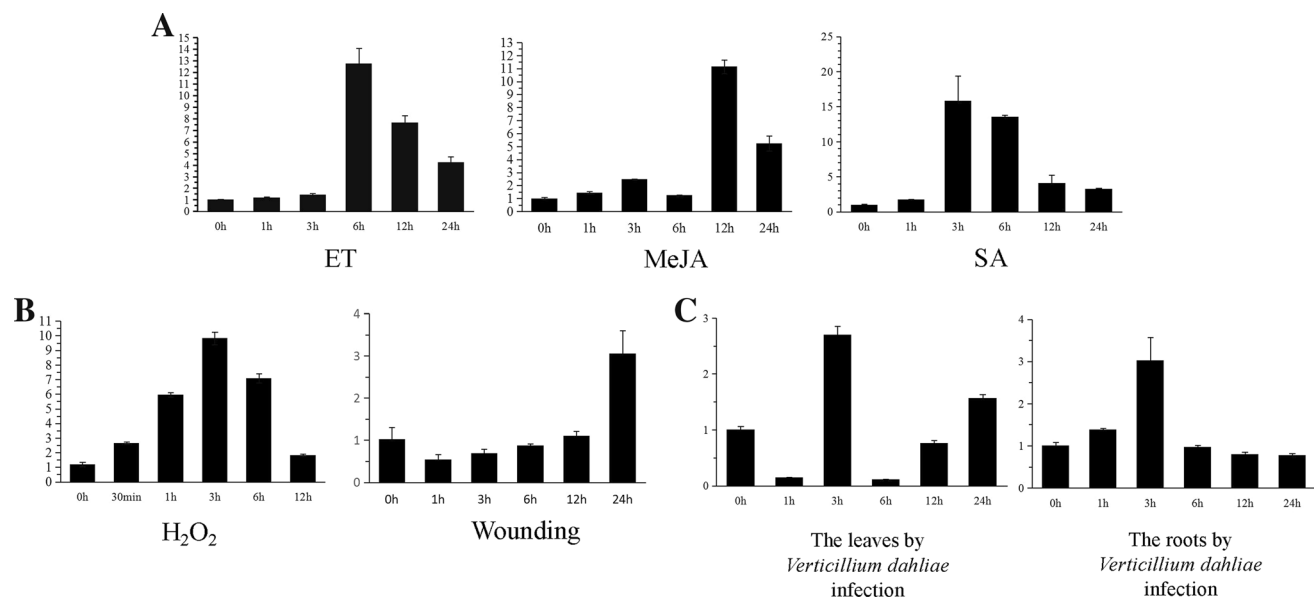 A
15
14
13
12
11
10
9
8
7
6
5
4
3
2
1
0
0h 1h 3h 6h 12h 24h
ET
13
12
11
10
9
8
7
6
5
4
3
2
1
0
0h 1h 3h 6h 12h 24h
MeJA
25
20
15
10
5
0
0h 1h 3h 6h 12h 24h
SA
B
11
10
9
8
7
6
5
4
3
2
1
0
0h 30min 1h 3h 6h 12h
H₂O₂
4
3
2
1
0
0h 1h 3h 6h 12h 24h
Wounding
C
3
2
1
0
0h 1h 3h 6h 12h 24h
The leaves by
Verticillium dahliae
infection
4
3
2
1
0
0h 1h 3h 6h 12h 24h
The roots by
Verticillium dahliae
infection